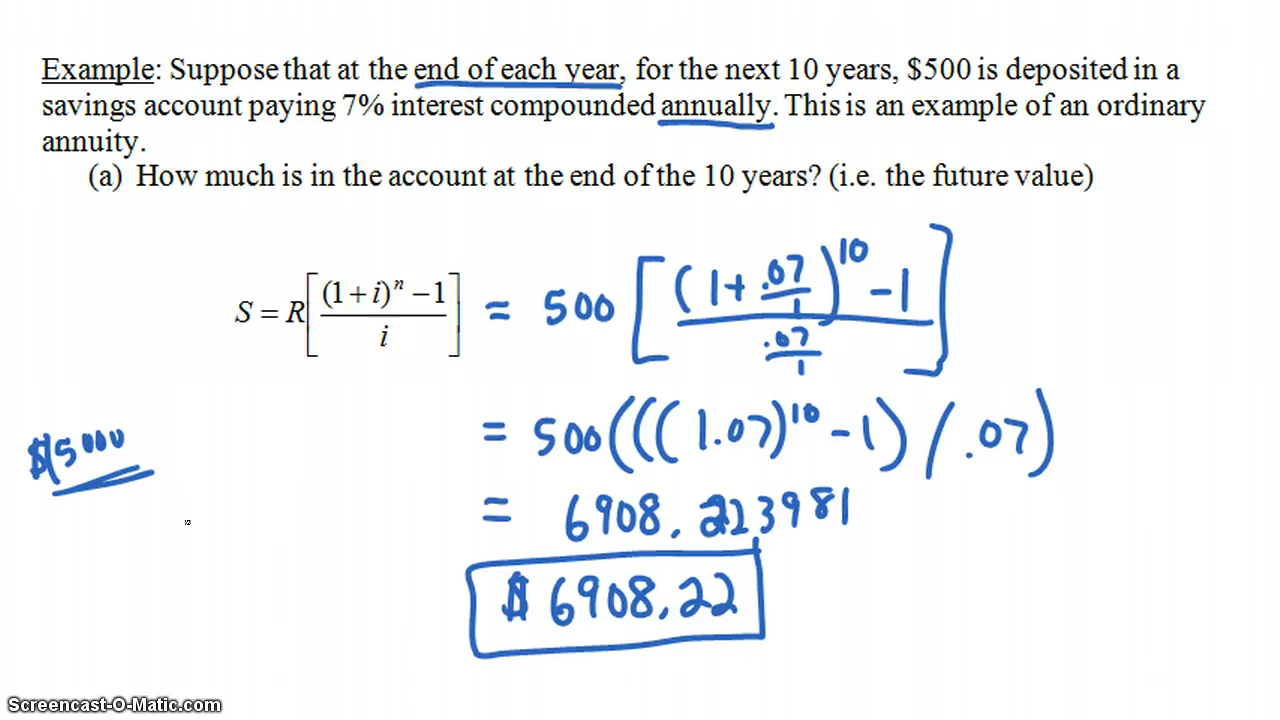 Example: Suppose that at the end of each year, for the next 10 years, $500 is deposited in a
savings account paying 7% interest compounded annually. This is an example of an ordinary
annuity.
(a) How much is in the account at the end of the 10 years? (i.e. the future value)
S = R[((1+i)^n − 1)/i] = 500 [((1 + .07/1)^10 − 1)/(.07/1)]
= 500(((1.07)^10 − 1) / .07)
$5000
= 6908.223981
$ 6908.22
Screencast-O-Matic.com